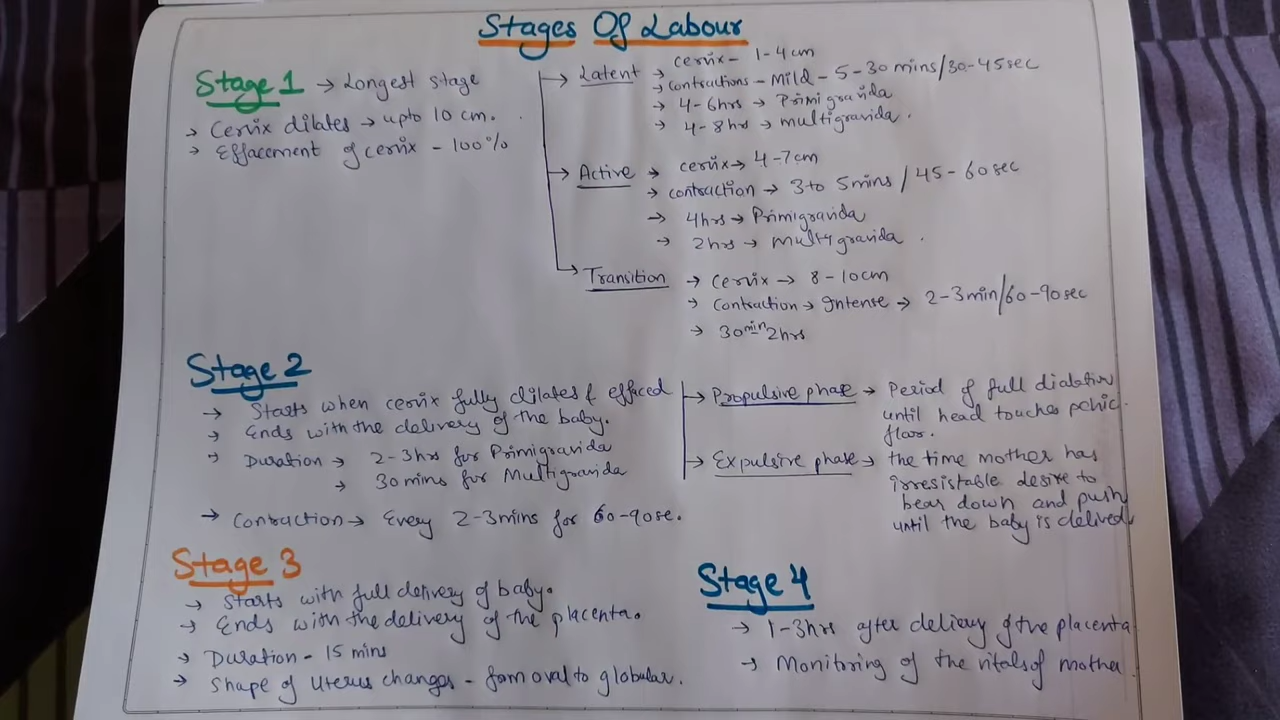 Stages Of Labour
Stage 1 → Longest stage
→ Cervix dilates → upto 10 cm.
→ Effacement of cervix - 100%
→ Latent → cervix - 1-4cm
→ contractions - Mild - 5-30 mins/30-45sec
→ 4-6hrs → Primigravida
→ 4-8hrs → multigravida.
→ Active → cervix → 4-7cm
→ contraction → 3 to 5mins / 45-60sec
→ 4hrs → Primigravida
→ 2hrs → multigravida.
→ Transition → Cervix → 8-10cm
→ Contraction → Intense → 2-3min/60-90sec
→ 30min 2hrs
Stage 2
→ Starts when cervix fully dilates & effaced
→ Ends with the delivery of the baby.
→ Duration → 2-3hrs for Primigravida
→ 30mins for Multigravida
→ Contraction → Every 2-3mins for 60-90se.
→ Propulsive phase → Period of full
until head touches pelvic
floor.
→ Expulsive phase → the time mother has
irresistable desire to
bear down and push
until the baby is delivered
Stage 3
→ Starts with full delivery of baby.
→ Ends with the delivery of the placenta.
→ Duration - 15 mins
→ Shape of Uterus changes - from oval to globular.
Stage 4
→ 1-3hrs after delivery of the placenta
→ Monitoring of the vitals of mother.